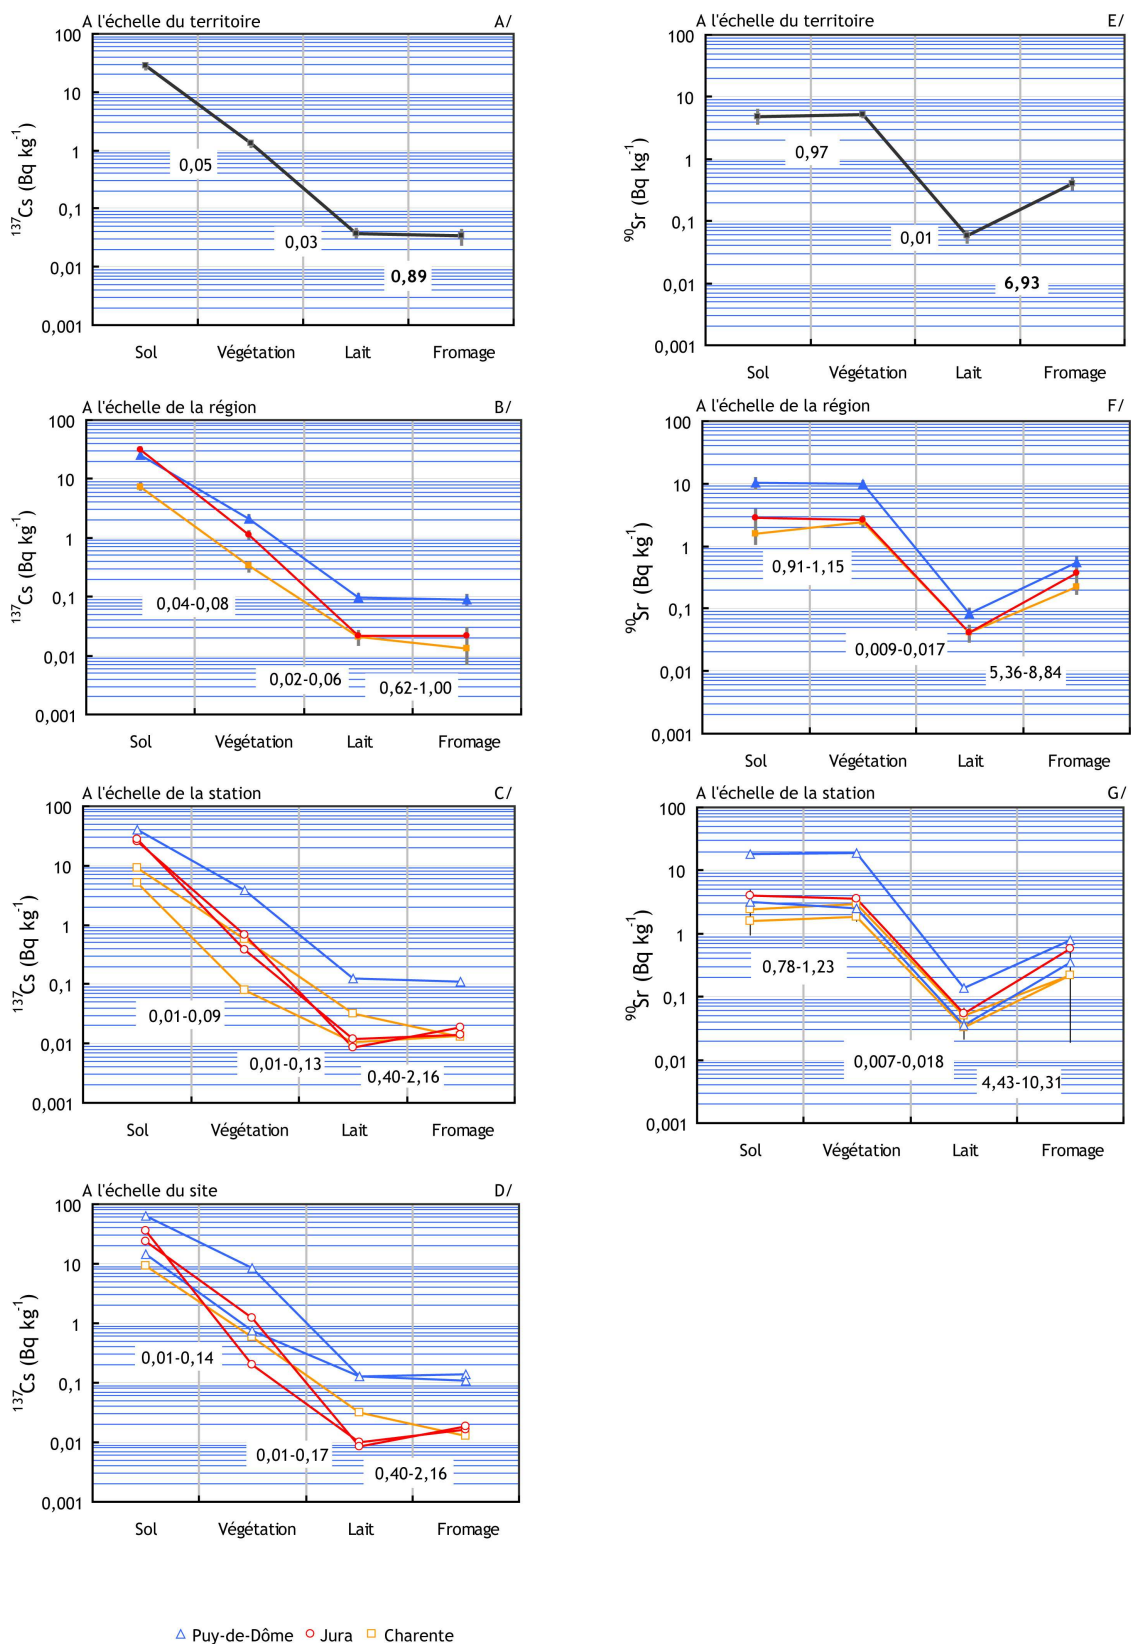 A l'échelle du territoire A/
100
10
1
0,1
0,01
0,001
137Cs (Bq kg-1)
0,05
0,03
0,89
Sol Végétation Lait Fromage
A l'échelle du territoire E/
100
10
1
0,1
0,01
0,001
90Sr (Bq kg-1)
0,97
0,01
6,93
Sol Végétation Lait Fromage
A l'échelle de la région B/
100
10
1
0,1
0,01
0,001
137Cs (Bq kg-1)
0,04-0,08
0,02-0,06
0,62-1,00
Sol Végétation Lait Fromage
A l'échelle de la région F/
100
10
1
0,1
0,01
0,001
90Sr (Bq kg-1)
0,91-1,15
0,009-0,017
5,36-8,84
Sol Végétation Lait Fromage
A l'échelle de la station C/
100
10
1
0,1
0,01
0,001
137Cs (Bq kg-1)
0,01-0,09
0,01-0,13
0,40-2,16
Sol Végétation Lait Fromage
A l'échelle de la station G/
100
10
1
0,1
0,01
0,001
90Sr (Bq kg-1)
0,78-1,23
0,007-0,018
4,43-10,31
Sol Végétation Lait Fromage
A l'échelle du site D/
100
10
1
0,1
0,01
0,001
137Cs (Bq kg-1)
0,01-0,14
0,01-0,17
0,40-2,16
Sol Végétation Lait Fromage
Puy-de-Dôme Jura Charente